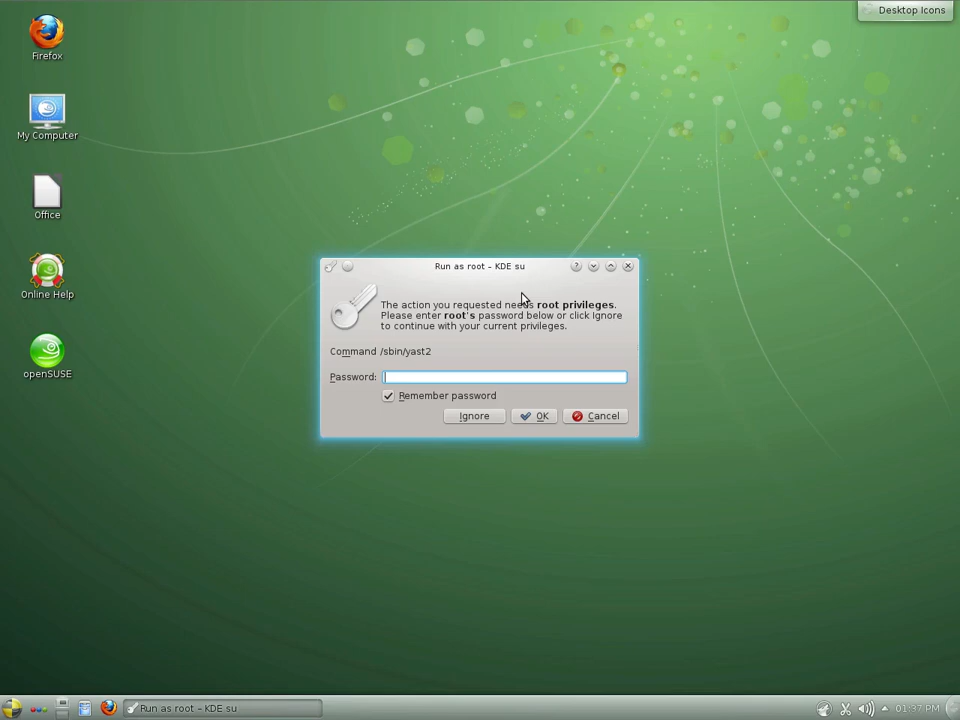 Desktop Icons
Firefox
My Computer
Office
Online Help
openSUSE
Run as root – KDE su
The action you requested needs root privileges.
Please enter root's password below or click Ignore
to continue with your current privileges.
Command /sbin/yast2
Password:
Remember password
Ignore OK Cancel
Run as root – KDE su
01:37 PM